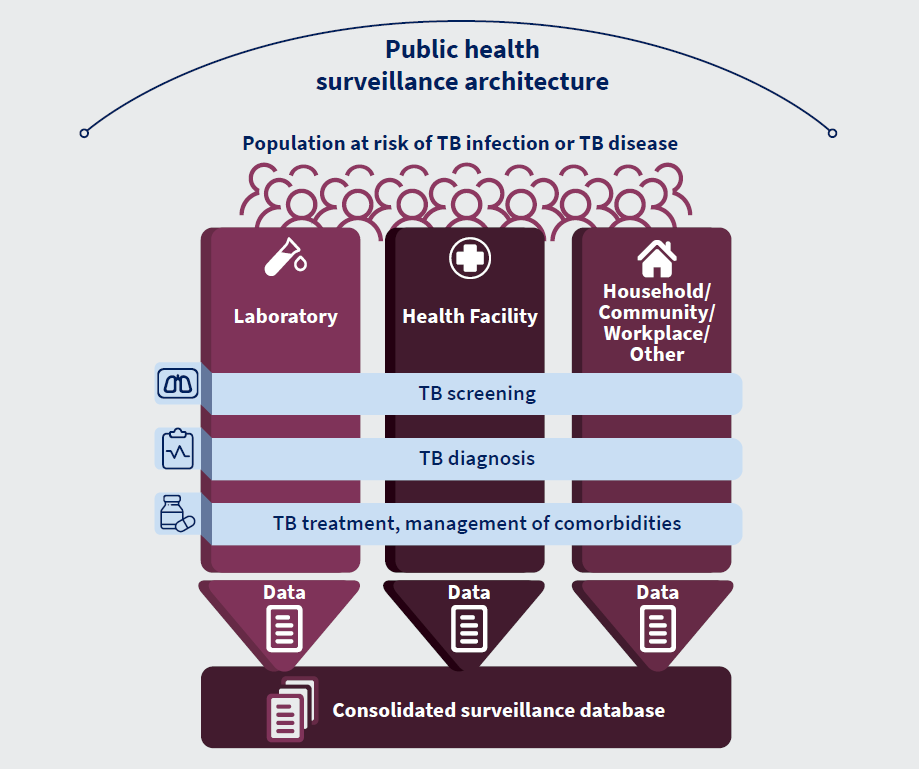 Public health
surveillance architecture
Population at risk of TB infection or TB disease
Laboratory
Health Facility
Household/
Community/
Workplace/
Other
TB screening
TB diagnosis
TB treatment, management of comorbidities
Data
Data
Data
Consolidated surveillance database